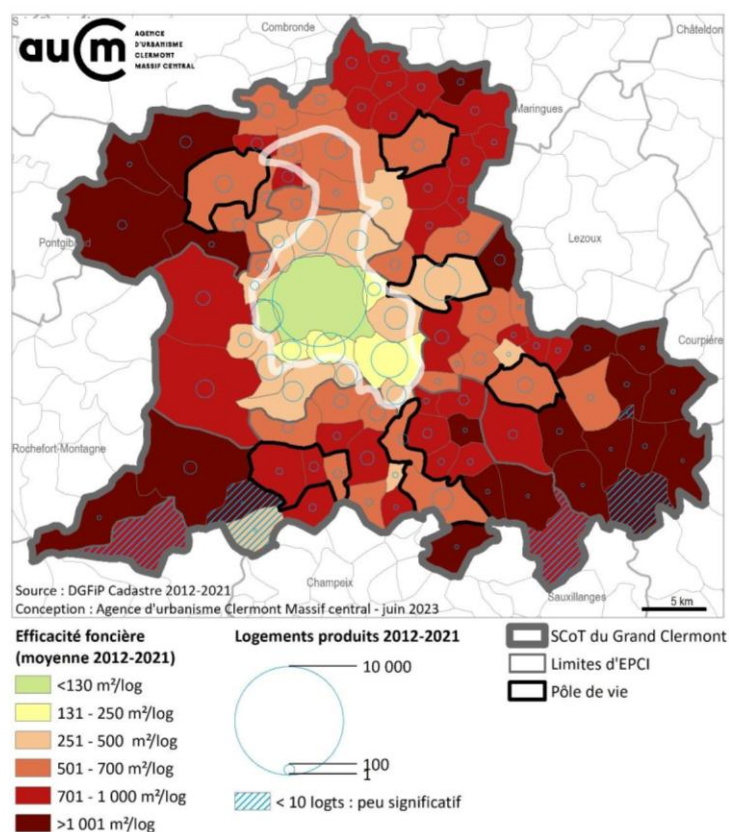 aucm
AGENCE
D'URBANISME
CLERMONT
MASSIF CENTRAL
Combronde
Châteldon
Maringues
Pontgibaud
Lezoux
Courpière
Rochefort-Montagne
Champeix
Sauxillanges
Source : DGFiP Cadastre 2012-2021
Conception : Agence d'urbanisme Clermont Massif central - juin 2023
5 km
Efficacité foncière
(moyenne 2012-2021)
<130 m²/log
131 - 250 m²/log
251 - 500 m²/log
501 - 700 m²/log
701 - 1 000 m²/log
>1 001 m²/log
Logements produits 2012-2021
10 000
100
1
< 10 logts : peu significatif
SCoT du Grand Clermont
Limites d'EPCI
Pôle de vie